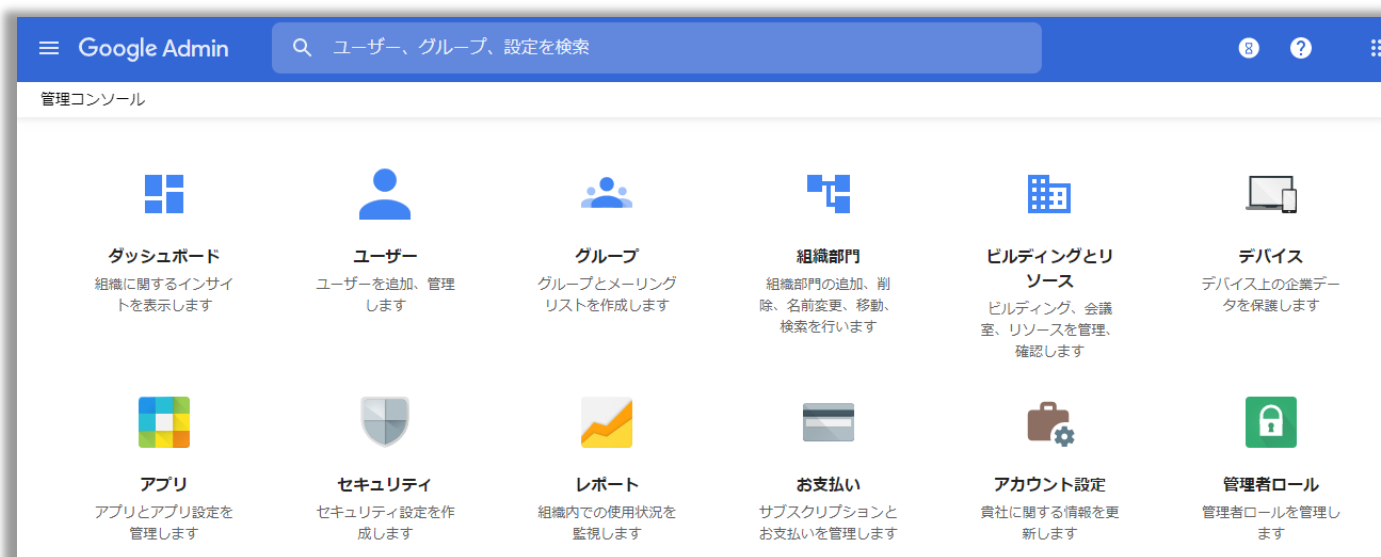 Google Admin
ユーザー、グループ、設定を検索
管理コンソール
ダッシュボード
組織に関するインサイ
トを表示します
ユーザー
ユーザーを追加、管理
します
グループ
グループとメーリング
リストを作成します
組織部門
組織部門の追加、削
除、名前変更、移動、
検索を行います
ビルディングとリ
ソース
ビルディング、会議
室、リソースを管理、
確認します
デバイス
デバイス上の企業デー
タを保護します
アプリ
アプリとアプリ設定を
管理します
セキュリティ
セキュリティ設定を作
成します
レポート
組織内での使用状況を
監視します
お支払い
サブスクリプションと
お支払いを管理します
アカウント設定
貴社に関する情報を更
新します
管理者ロール
管理者ロールを管理し
ます